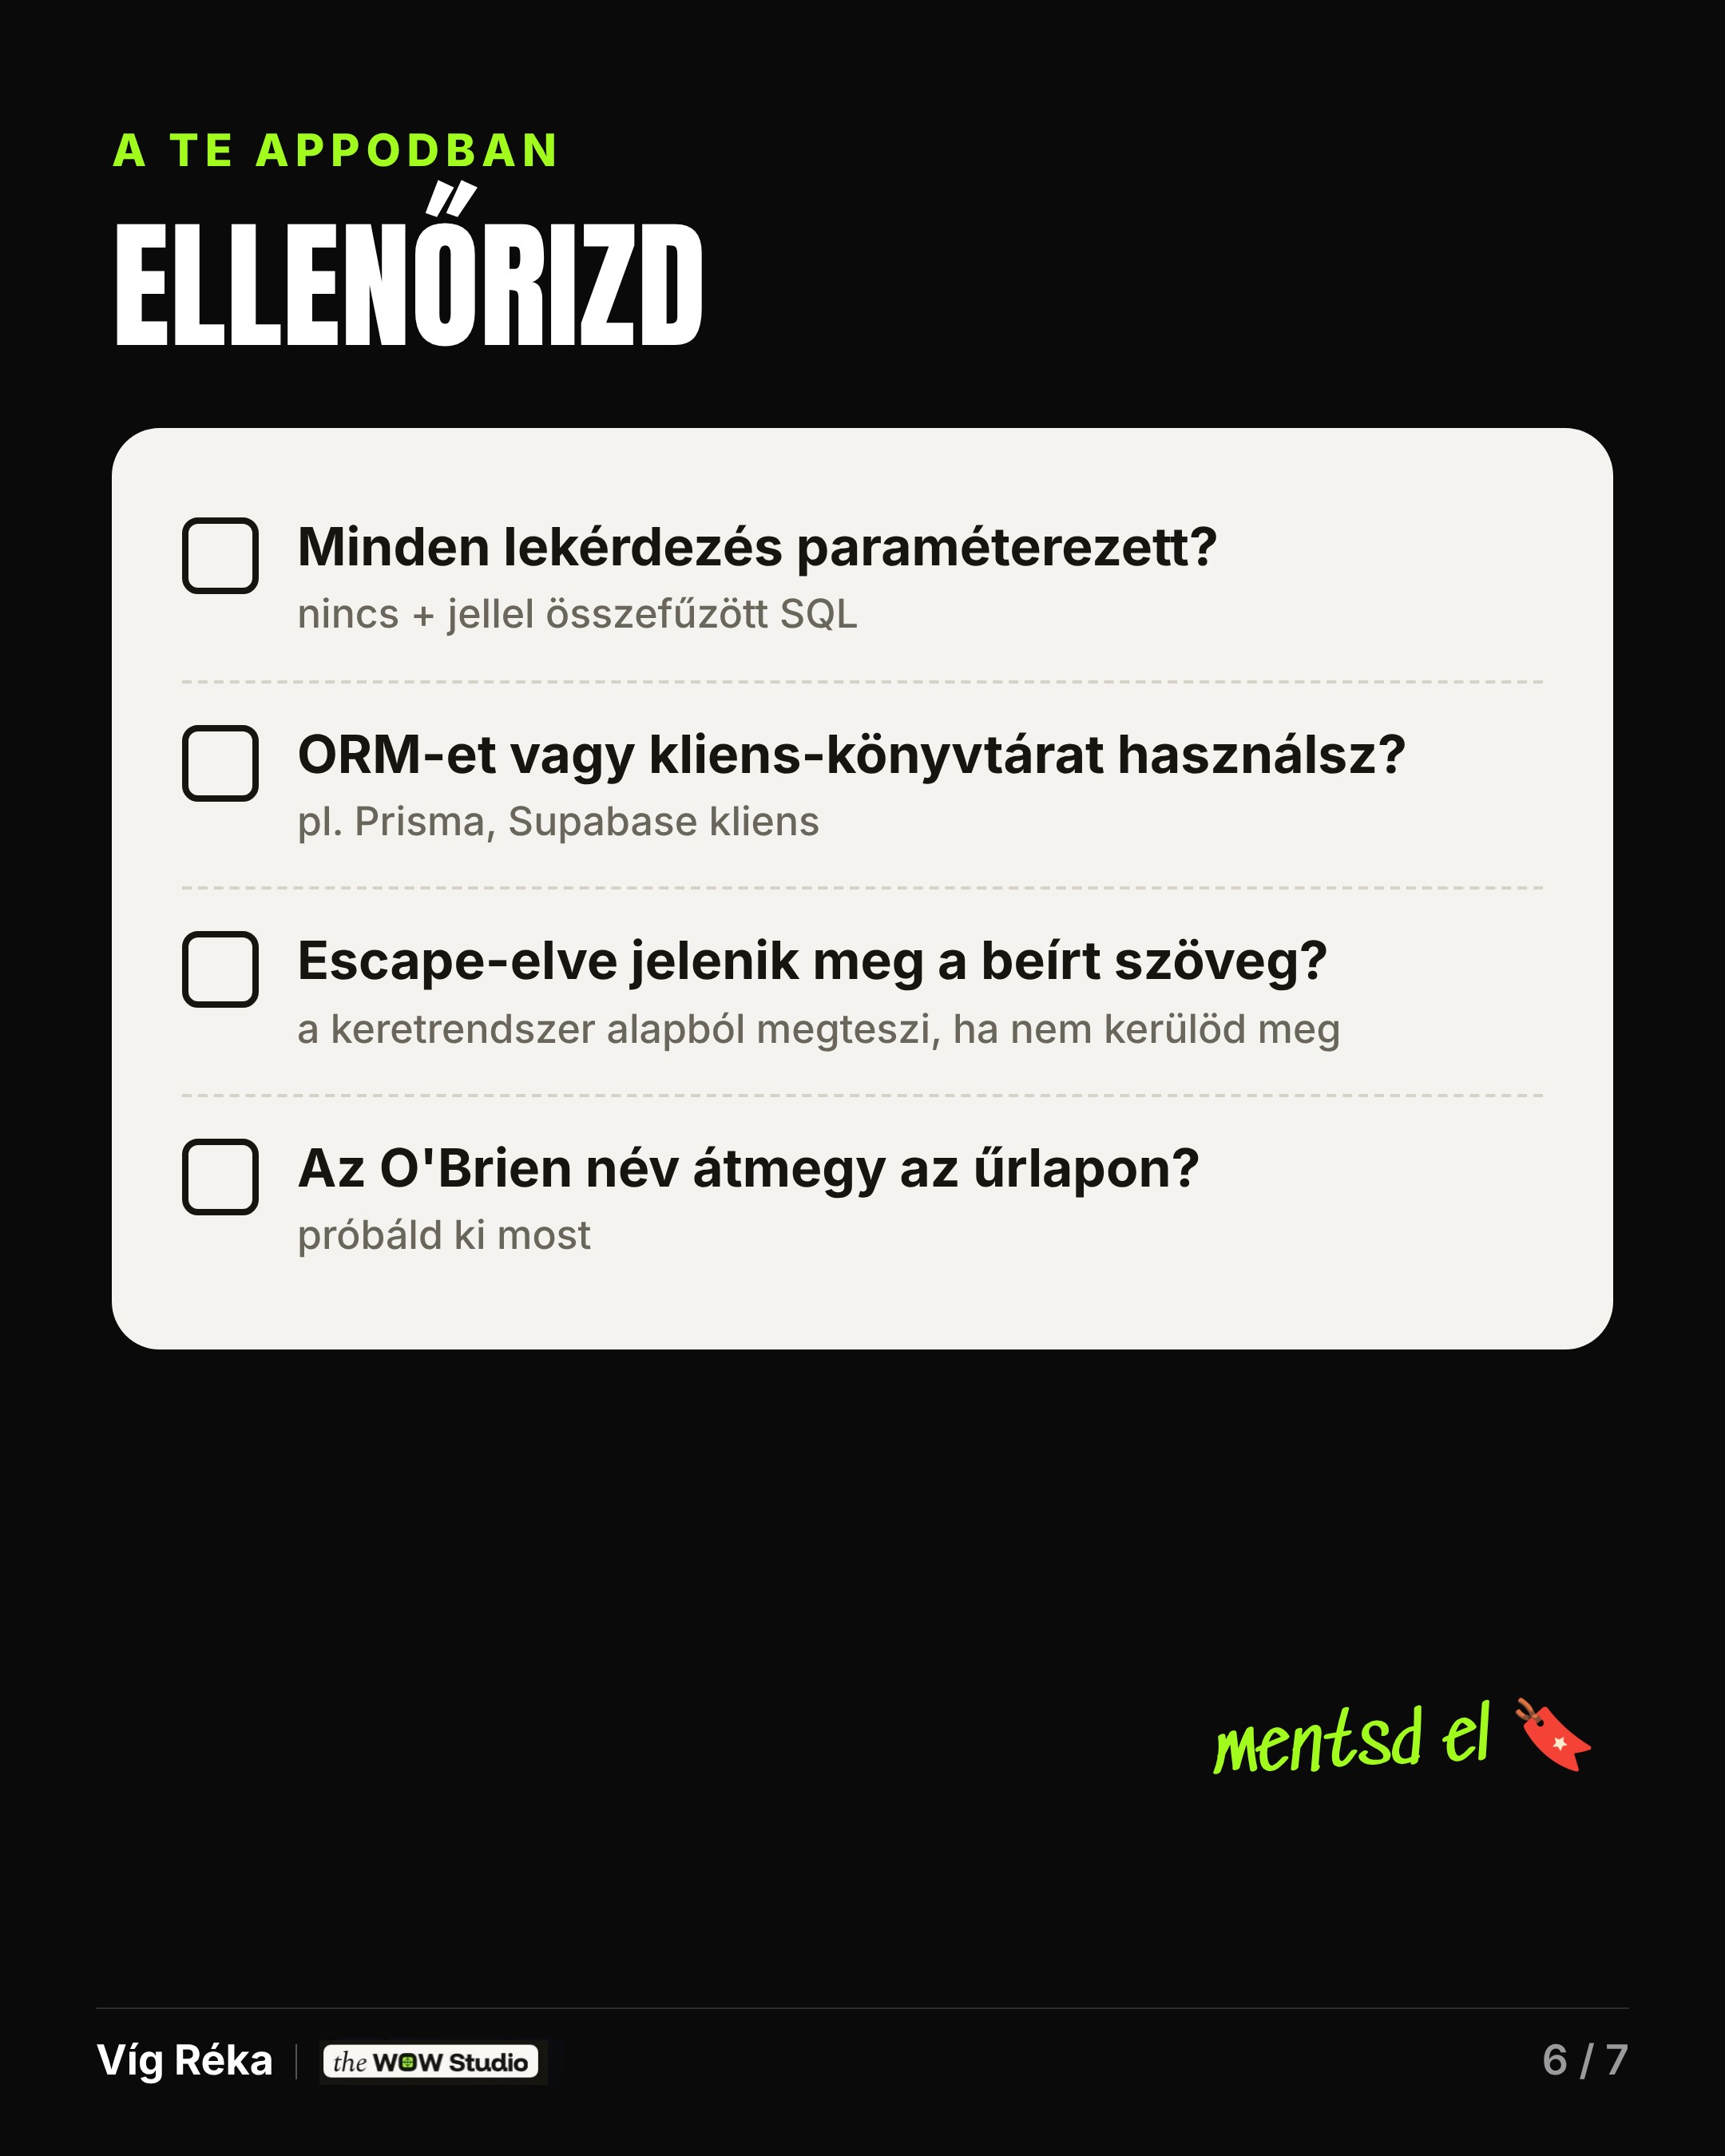 A TE APPODBAN
ELLENŐRIZD
Minden lekérdezés paraméterezett?
nincs + jellel összefűzött SQL
ORM-et vagy kliens-könyvtárat használsz?
pl. Prisma, Supabase kliens
Escape-elve jelenik meg a beírt szöveg?
a keretrendszer alapból megteszi, ha nem kerülöd meg
Az O'Brien név átmegy az űrlapon?
próbáld ki most
mentsd el
Víg Réka
the WOW Studio
6 / 7